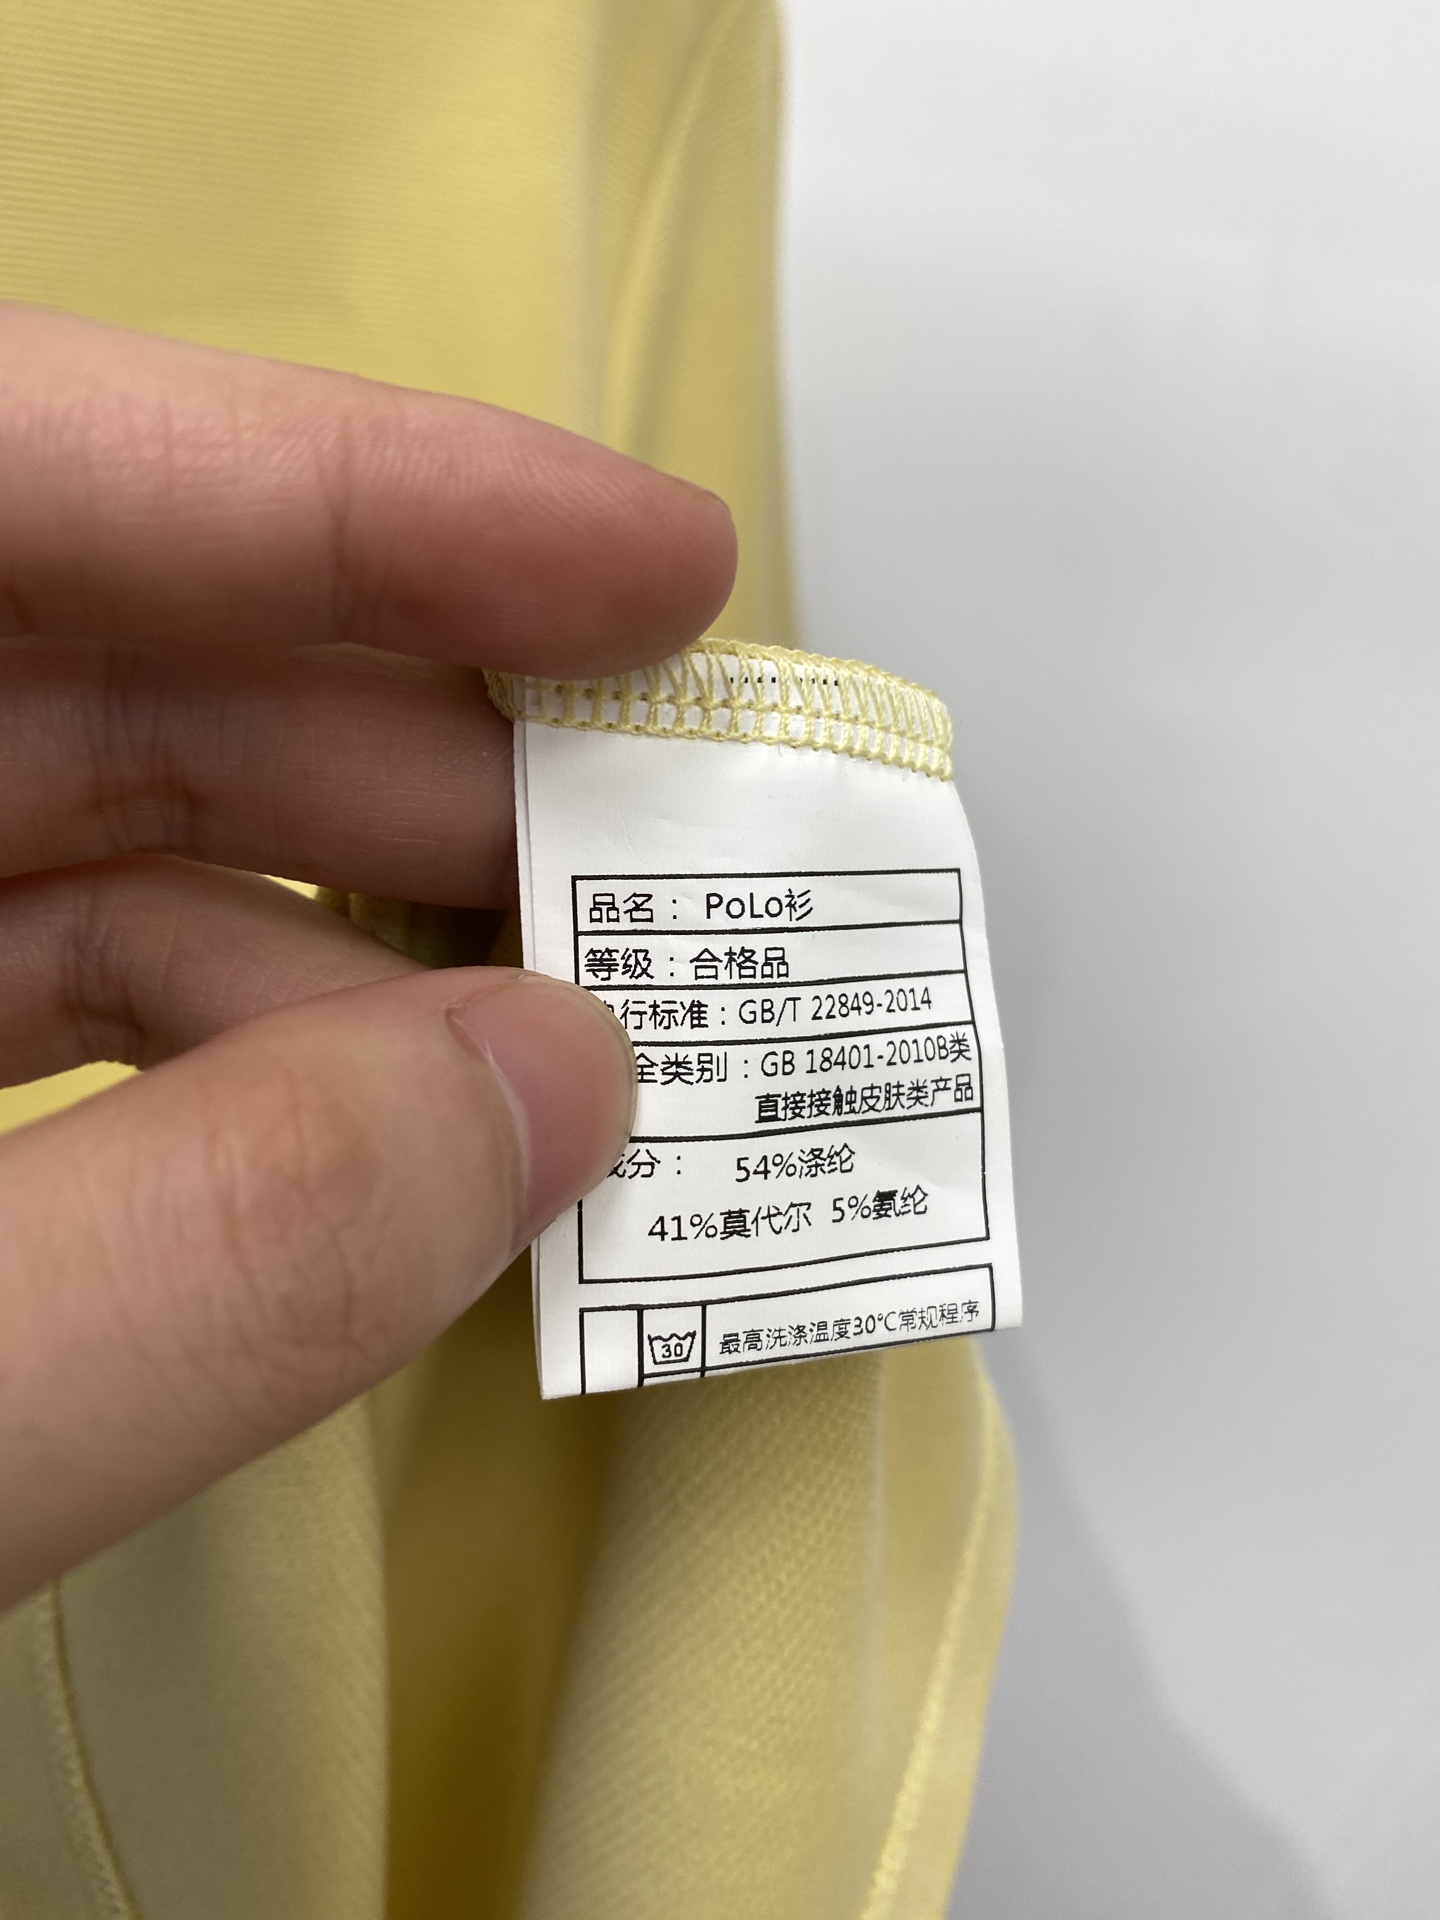 品名： PoLo衫
等级：合格品
行标准：GB/T 22849-2014
全类别：GB 18401-2010B类
直接接触皮肤类产品
成分： 54%涤纶
41%莫代尔 5%氨纶
30 最高洗涤温度30°C常规程序